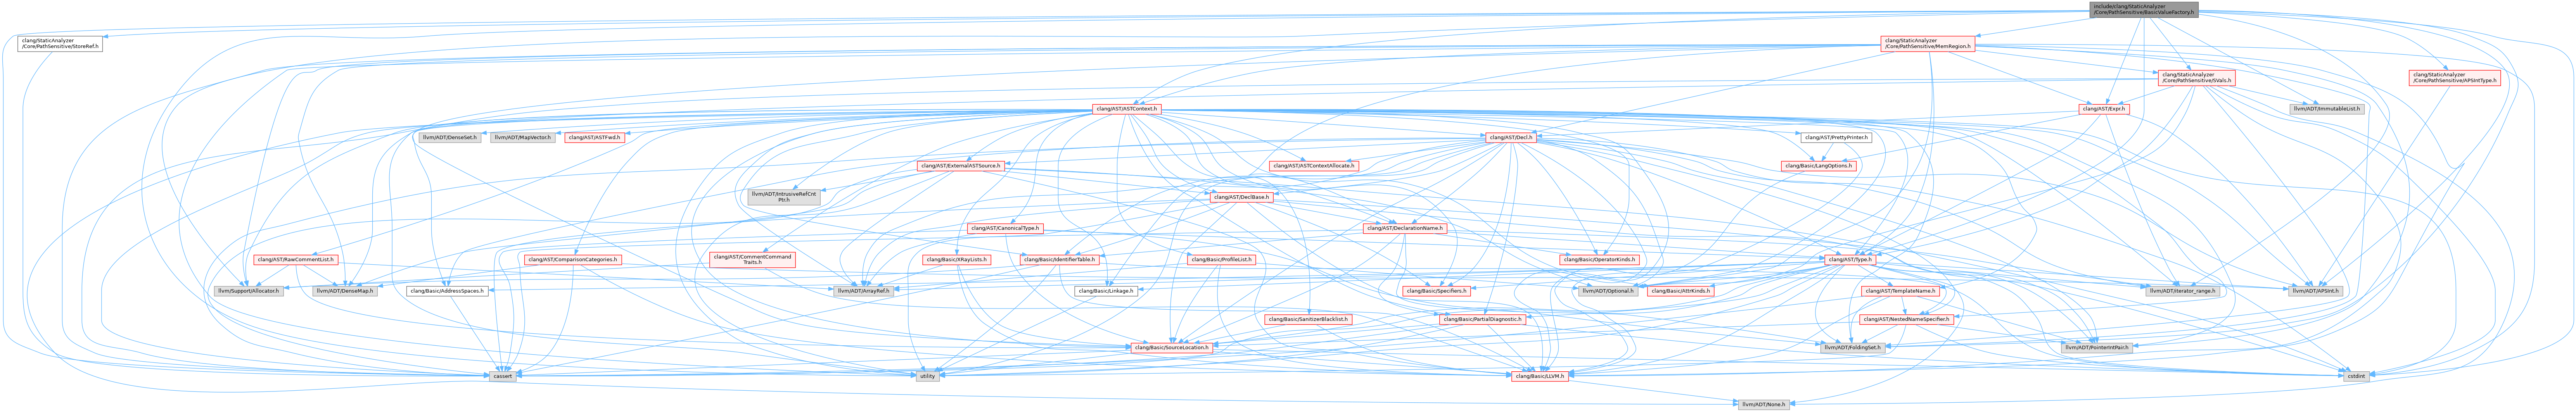 include/clang/StaticAnalyzer
/Core/PathSensitive/BasicValueFactory.h
clang/StaticAnalyzer
/Core/PathSensitive/StoreRef.h
clang/StaticAnalyzer
/Core/PathSensitive/MemRegion.h
clang/StaticAnalyzer
/Core/PathSensitive/SVals.h
clang/StaticAnalyzer
/Core/PathSensitive/APSIntType.h
clang/AST/ASTContext.h
clang/AST/Expr.h
llvm/ADT/ImmutableList.h
llvm/ADT/DenseSet.h
llvm/ADT/MapVector.h
clang/AST/ASTFwd.h
clang/AST/Decl.h
clang/AST/PrettyPrinter.h
clang/AST/ExternalASTSource.h
clang/AST/ASTContextAllocate.h
clang/Basic/LangOptions.h
llvm/ADT/IntrusiveRefCnt
Ptr.h
clang/AST/DeclBase.h
clang/AST/CanonicalType.h
clang/AST/DeclarationName.h
clang/AST/RawCommentList.h
clang/AST/ComparisonCategories.h
clang/AST/CommentCommand
Traits.h
clang/Basic/XRayLists.h
clang/Basic/IdentifierTable.h
clang/Basic/ProfileList.h
clang/Basic/OperatorKinds.h
clang/AST/Type.h
llvm/Support/Allocator.h
llvm/ADT/DenseMap.h
clang/Basic/AddressSpaces.h
llvm/ADT/ArrayRef.h
clang/Basic/Linkage.h
clang/Basic/Specifiers.h
llvm/ADT/Optional.h
clang/Basic/AttrKinds.h
clang/AST/TemplateName.h
llvm/ADT/iterator_range.h
llvm/ADT/APSInt.h
clang/Basic/SanitizerBlacklist.h
clang/Basic/PartialDiagnostic.h
clang/AST/NestedNameSpecifier.h
clang/Basic/SourceLocation.h
llvm/ADT/FoldingSet.h
llvm/ADT/PointerIntPair.h
cassert
utility
clang/Basic/LLVM.h
cstdint
llvm/ADT/None.h